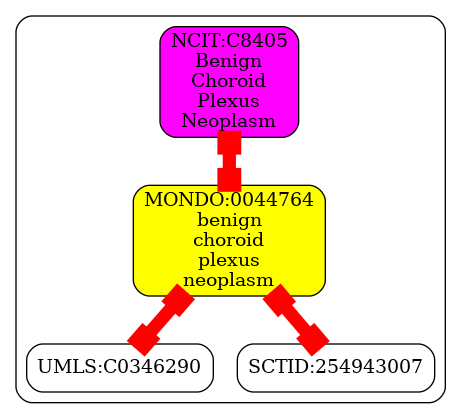 NCIT:C8405
Benign
Choroid
Plexus
Neoplasm
MONDO:0044764
benign
choroid
plexus
neoplasm
UMLS:C0346290
SCTID:254943007